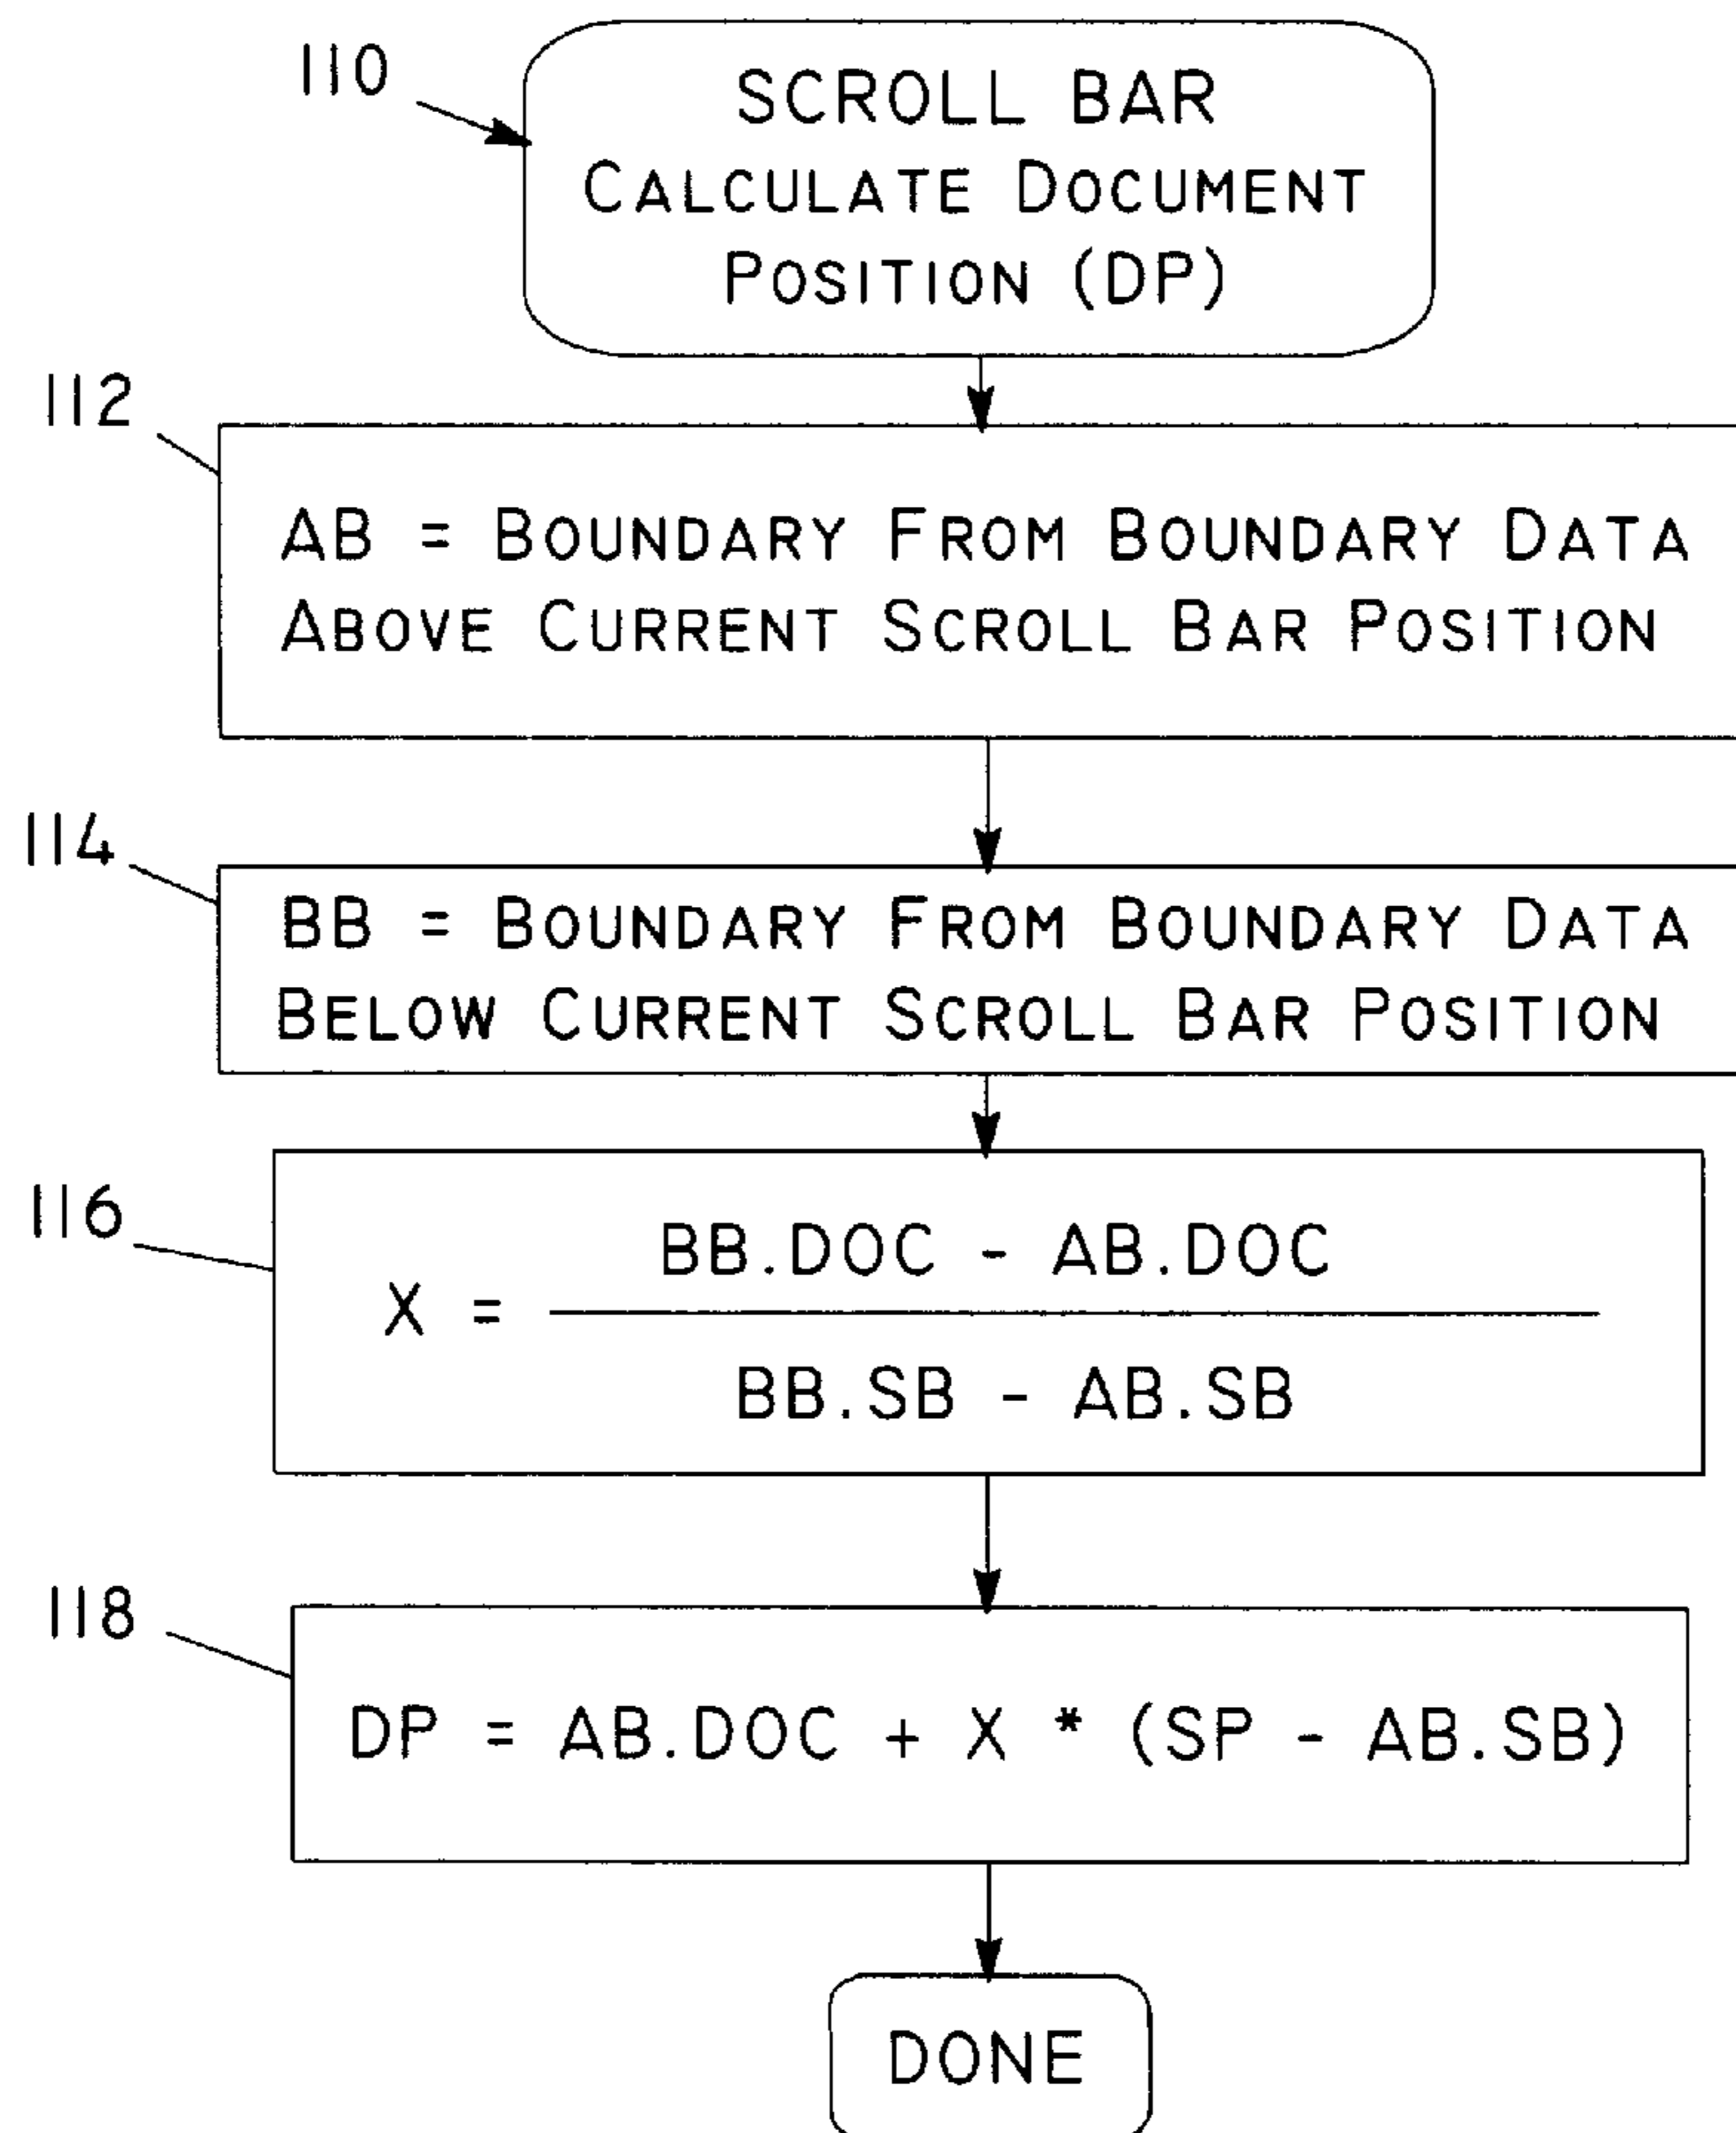 110
SCROLL BAR
CALCULATE DOCUMENT
POSITION (DP)
112
AB = BOUNDARY FROM BOUNDARY DATA
ABOVE CURRENT SCROLL BAR POSITION
114
BB = BOUNDARY FROM BOUNDARY DATA
BELOW CURRENT SCROLL BAR POSITION
116
BB.DOC - AB.DOC
X =
BB.SB - AB.SB
118
DP = AB.DOC + X * (SP - AB.SB)
DONE